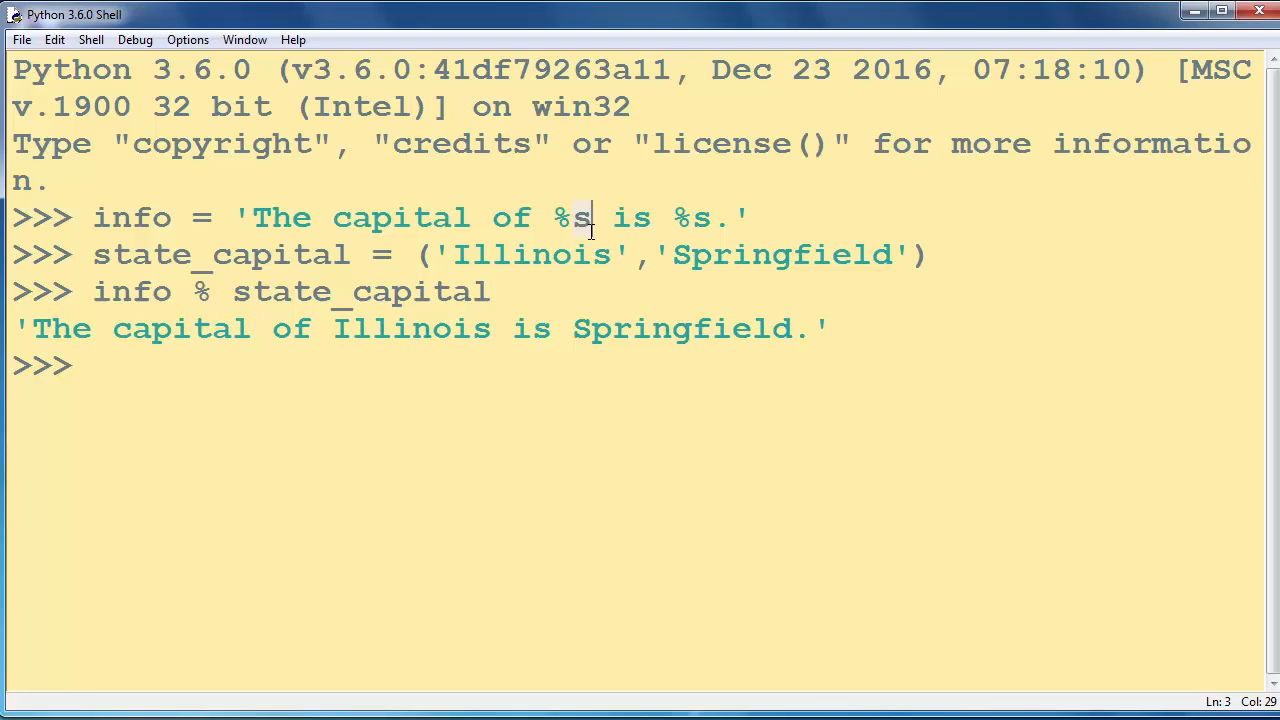 Python 3.6.0 Shell
File Edit Shell Debug Options Window Help
Python 3.6.0 (v3.6.0:41df79263a11, Dec 23 2016, 07:18:10) [MSC
v.1900 32 bit (Intel)] on win32
Type "copyright", "credits" or "license()" for more informatio
n.
>>> info = 'The capital of %s is %s.'
>>> state_capital = ('Illinois','Springfield')
>>> info % state_capital
'The capital of Illinois is Springfield.'
>>>
Ln: 3 Col: 29